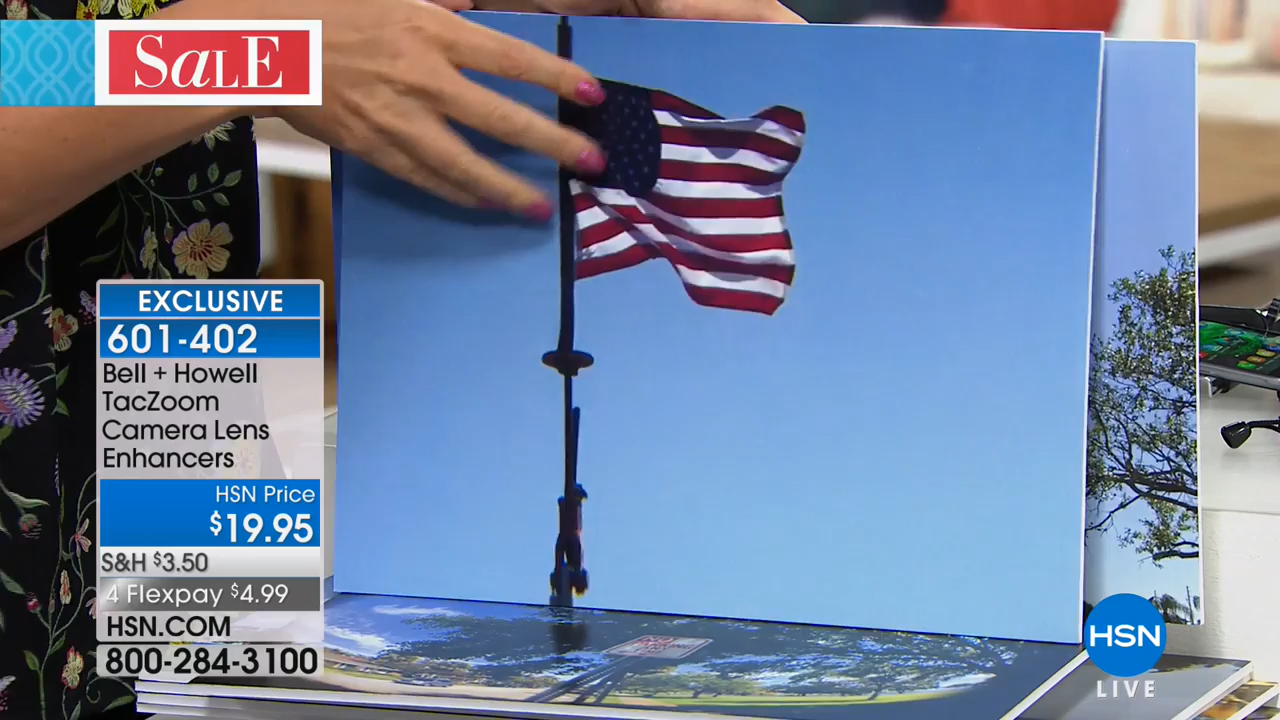 SaLE
EXCLUSIVE
601-402
Bell + Howell
TacZoom
Camera Lens
Enhancers
HSN Price
$19.95
S&H $3.50
4 Flexpay $4.99
HSN.COM
800-284-3100
HSN
LIVE